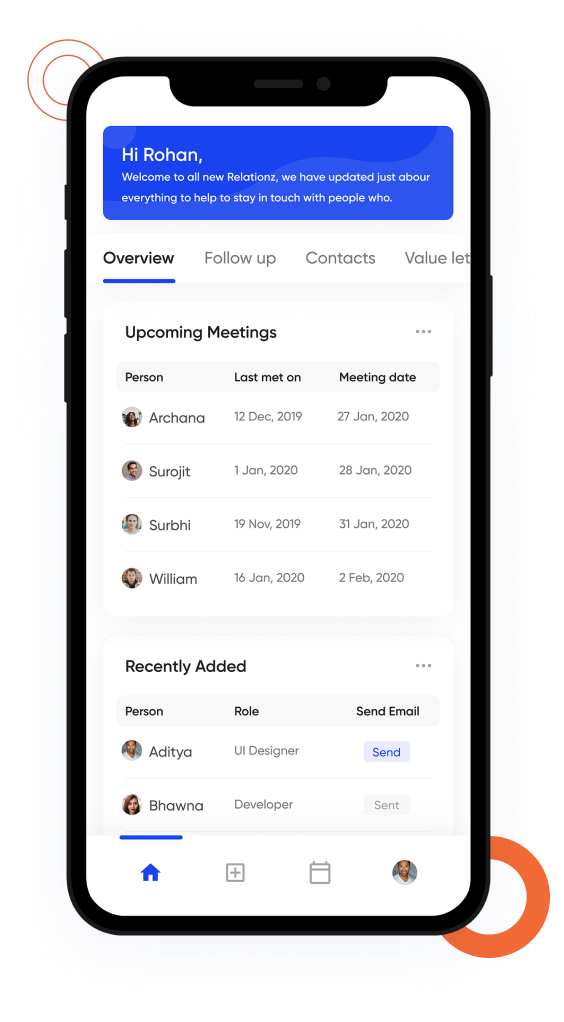 Hi Rohan,
Welcome to all new Relationz, we have updated just abour
everything to help to stay in touch with people who.
Overview Follow up Contacts Value let
Upcoming Meetings
Person Last met on Meeting date
Archana 12 Dec, 2019 27 Jan, 2020
Surojit 1 Jan, 2020 28 Jan, 2020
Surbhi 19 Nov, 2019 31 Jan, 2020
William 16 Jan, 2020 2 Feb, 2020
Recently Added
Person Role Send Email
Aditya UI Designer Send
Bhawna Developer Sent